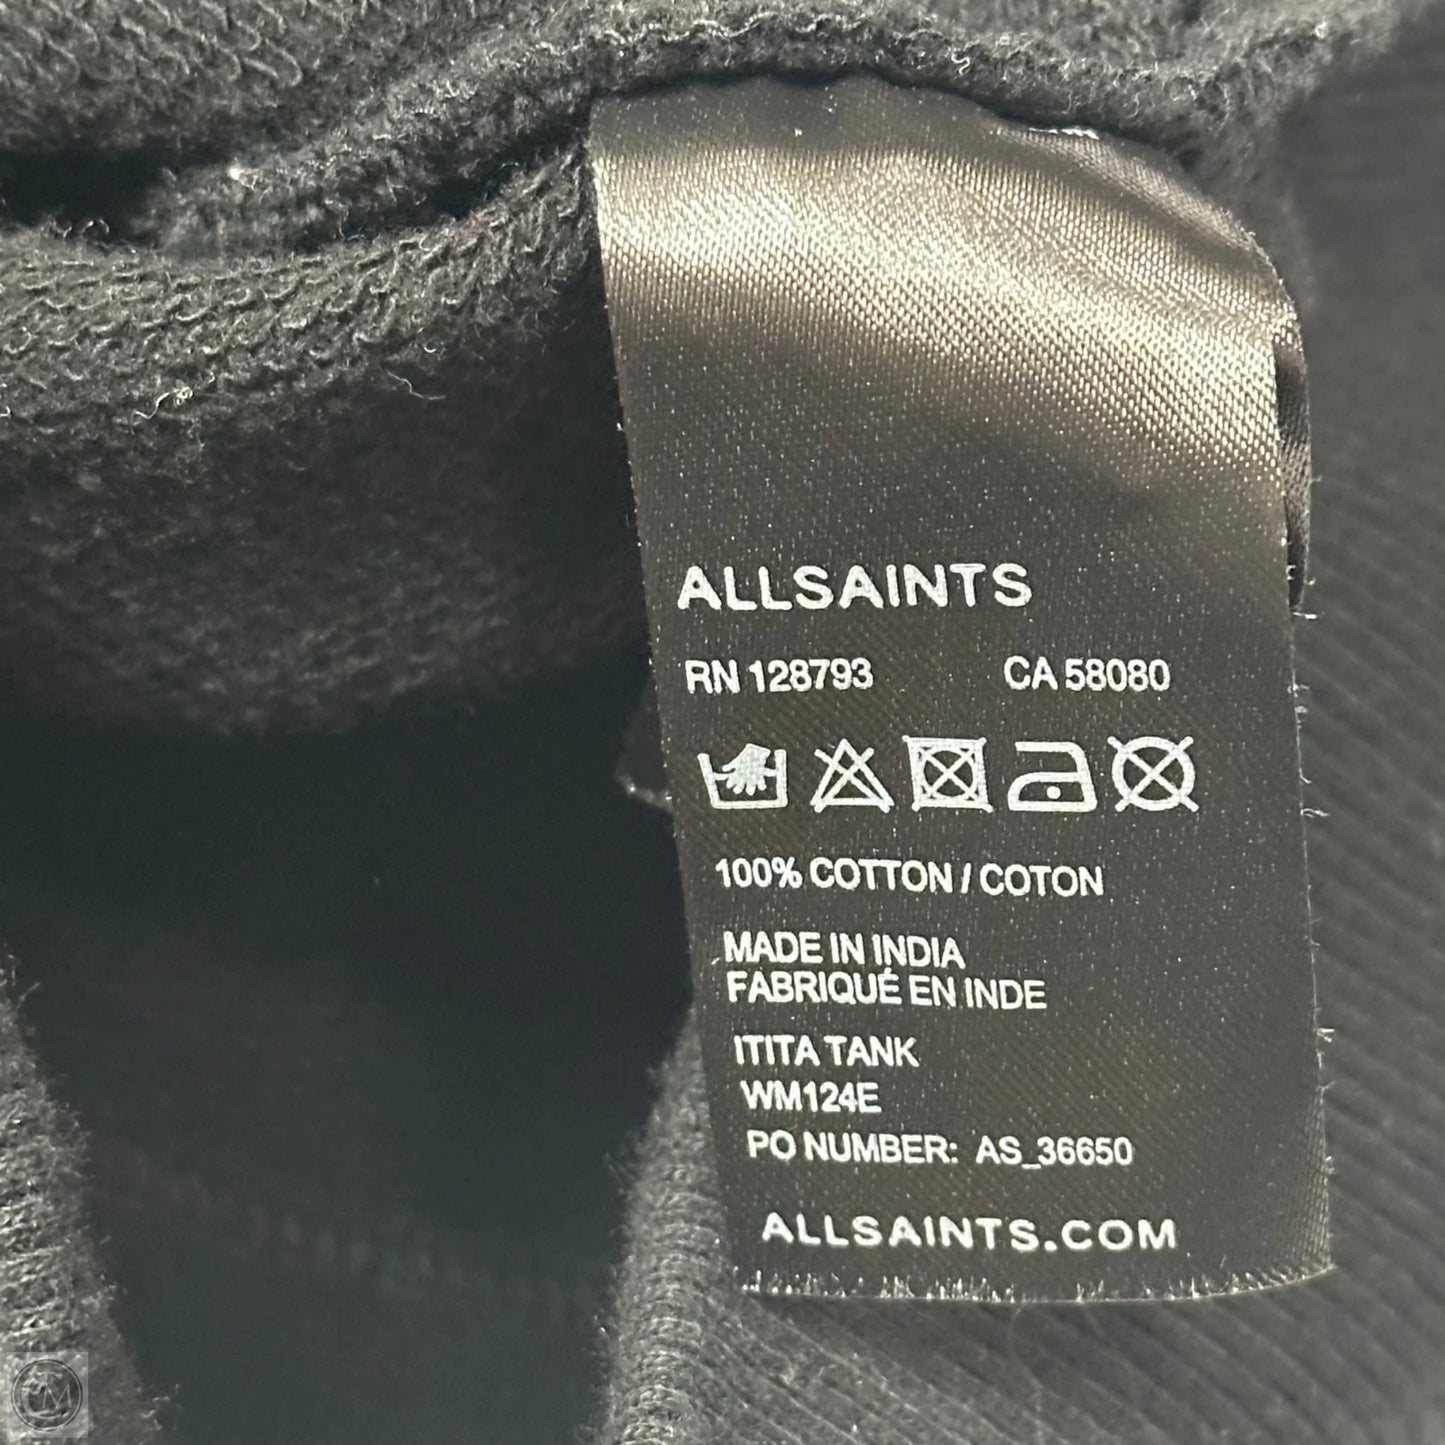 ALLSAINTS
RN 128793 CA 58080
100% COTTON / COTON
MADE IN INDIA
FABRIQUÉ EN INDE
ITITA TANK
WM124E
PO NUMBER: AS_36650
ALLSAINTS.COM